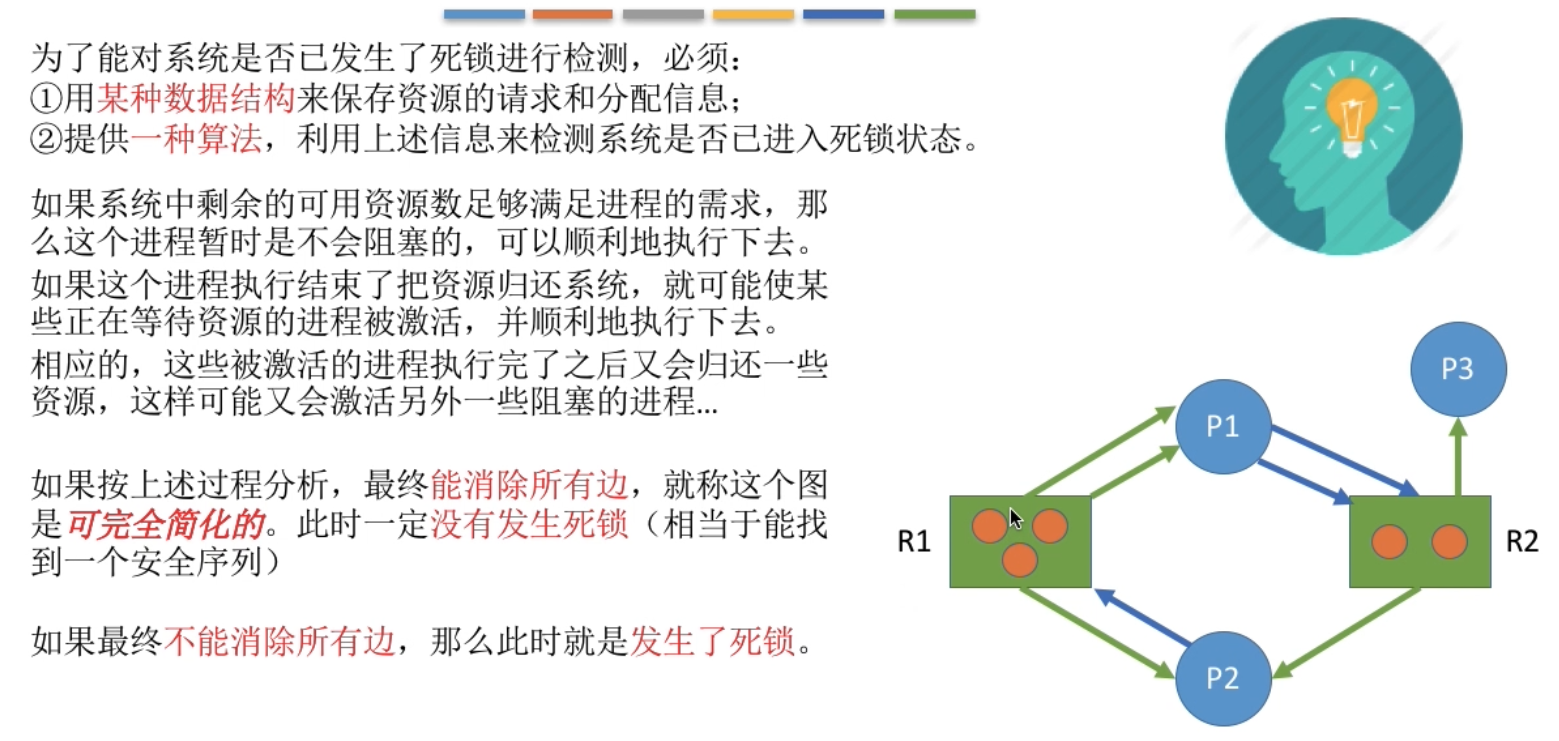 为了能对系统是否已发生了死锁进行检测，必须：
①用某种数据结构来保存资源的请求和分配信息；
②提供一种算法，利用上述信息来检测系统是否已进入死锁状态。
如果系统中剩余的可用资源数足够满足进程的需求，那
么这个进程暂时是不会阻塞的，可以顺利地执行下去。
如果这个进程执行结束了把资源归还系统，就可能使某
些正在等待资源的进程被激活，并顺利地执行下去。
相应的，这些被激活的进程执行完了之后又会归还一些
资源，这样可能又会激活另外一些阻塞的进程...
如果按上述过程分析，最终能消除所有边，就称这个图
是可完全简化的。此时一定没有发生死锁（相当于能找
到一个安全序列）
如果最终不能消除所有边，那么此时就是发生了死锁。
P3
P1
R1
R2
P2